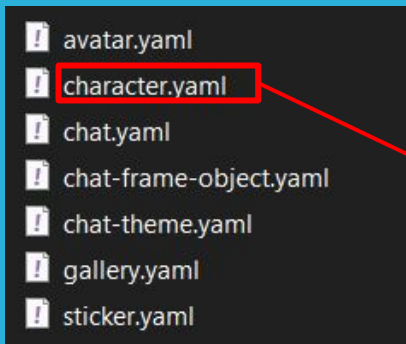 avatar.yaml
character.yaml
chat.yaml
chat-frame-object.yaml
chat-theme.yaml
gallery.yaml
sticker.yaml